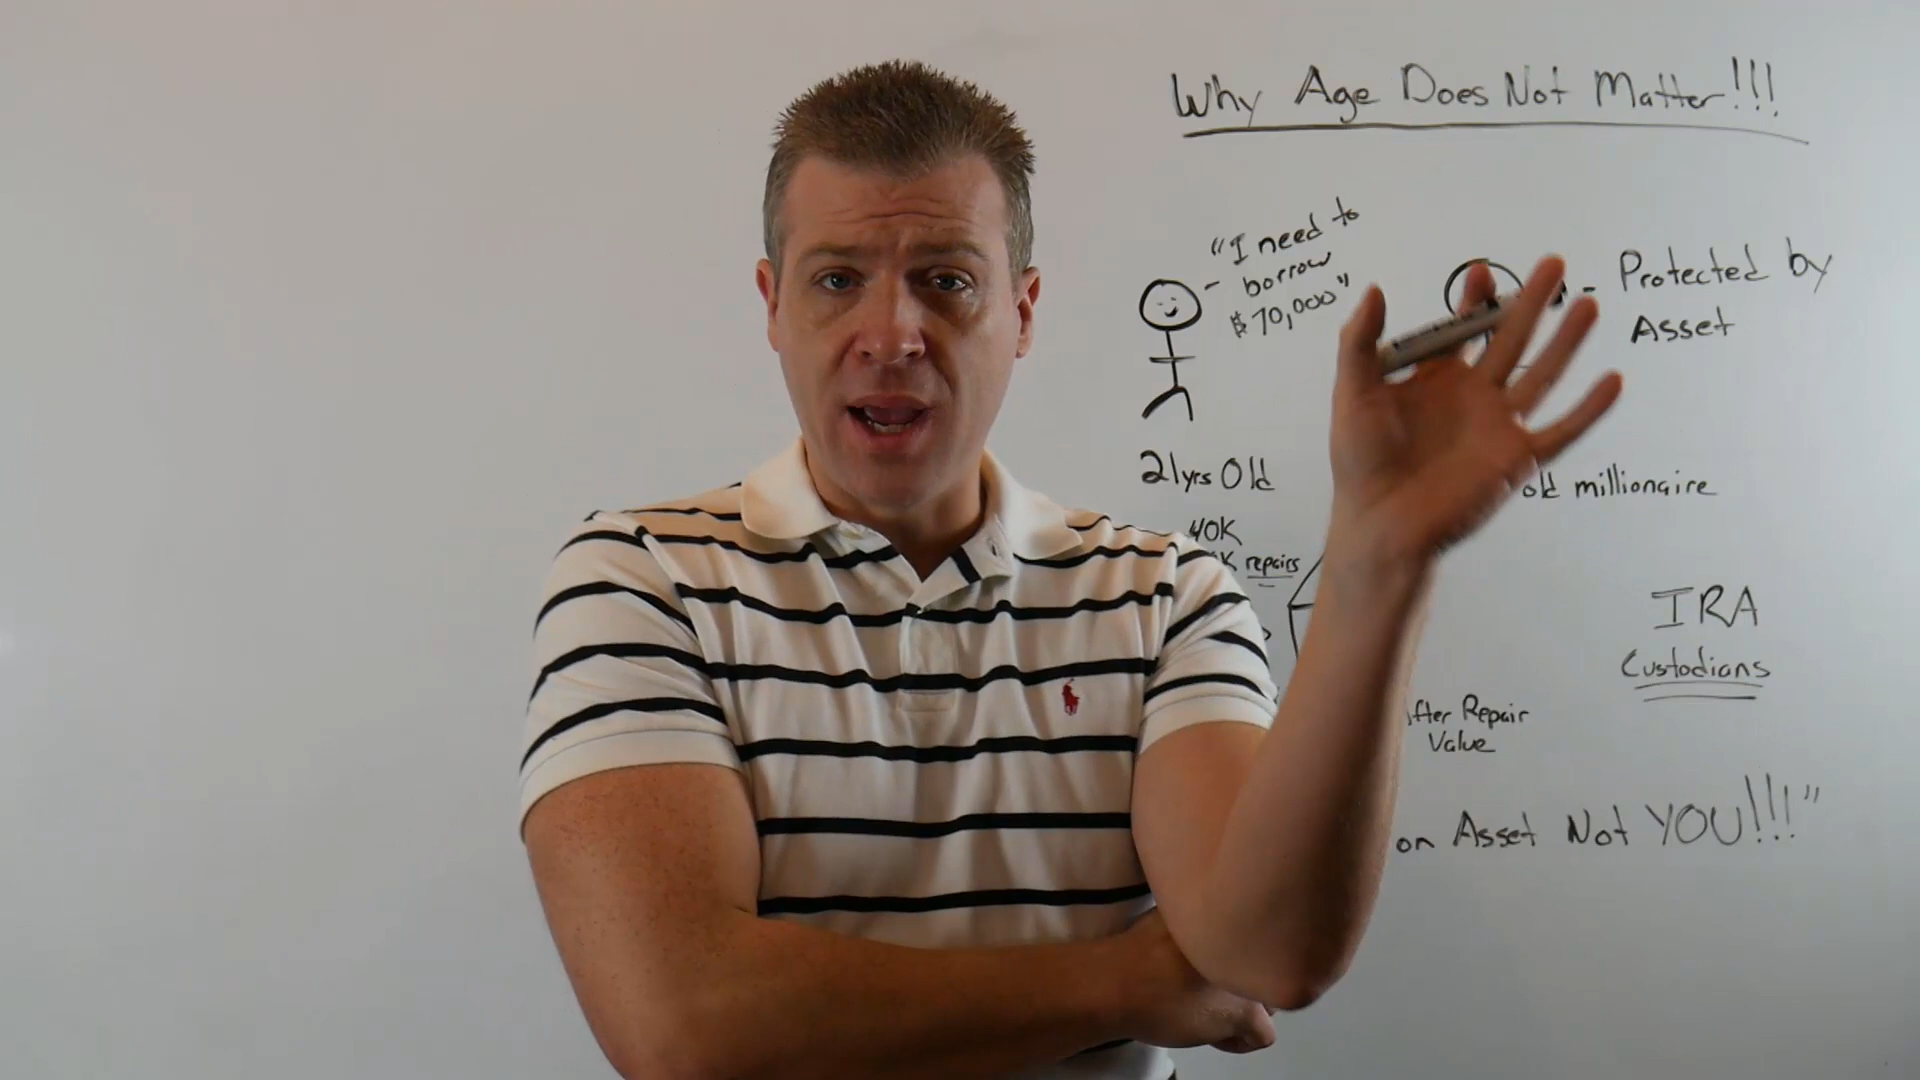 Why Age Does Not Matter!!!
"I need to
borrow
$70,000"
- Protected by
Asset
21yrs Old
old millionaire
40K
K repairs
IRA
Custodians
After Repair
Value
on Asset Not YOU!!!"